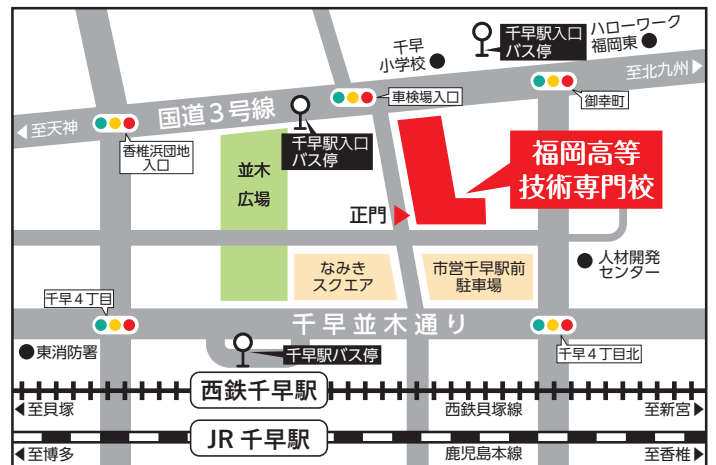 千早
小学校
千早駅入口
バス停
ハローワーク
福岡東
至北九州
車検場入口
御幸町
国道3号線
至天神
香椎浜団地
入口
千早駅入口
バス停
並木
広場
福岡高等
技術専門校
正門
人材開発
センター
なみき
スクエア
市営千早駅前
駐車場
千早4丁目
千早並木通り
東消防署
千早駅バス停
千早4丁目北
西鉄千早駅
至貝塚
西鉄貝塚線
至新宮
JR 千早駅
至博多
鹿児島本線
至香椎